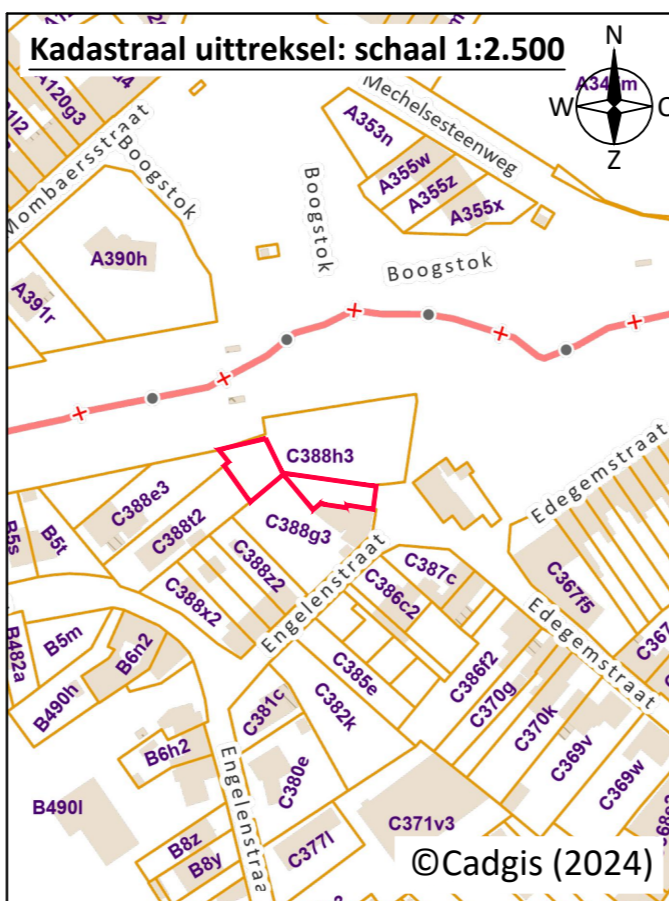 Kadastraal uittreksel: schaal 1:2.500
N
W
O
Z
A120g3
Mombaersstraat
Boogstok
Mechelsesteenweg
A353n
A355w
A355z
A355x
Boogstok
Boogstok
A390h
A391r
C388h3
C388e3
C388t2
C388g3
C388z2
C388x2
B5s
B5t
B5m
B482a
B490h
B6n2
B6h2
B490l
B8z
B8y
Engelenstraat
Edegemstraat
C387c
C386c2
C367f5
Edegemstraat
C385e
C382k
C381c
C380e
C377l
C386f2
C370g
C370k
C369v
C369w
C371v3
Engelenstraa
©Cadgis (2024)